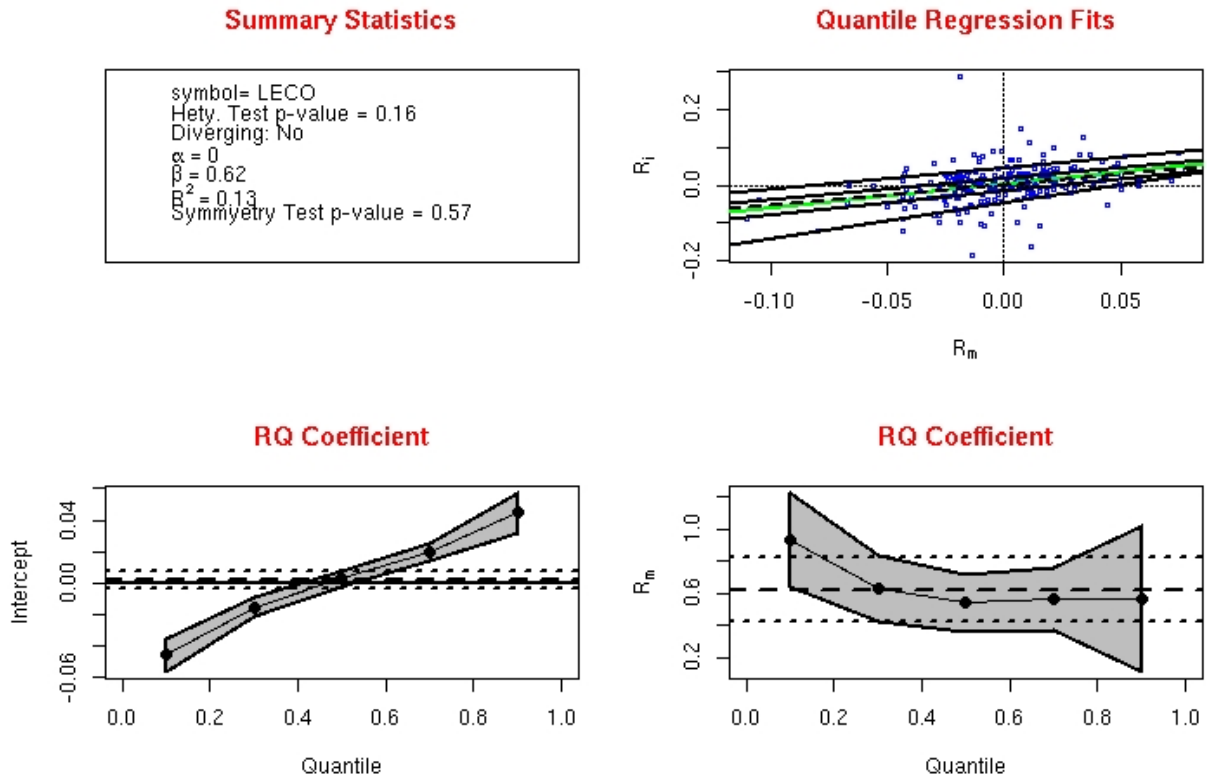 Summary Statistics
symbol= LECO
Hety. Test p-value = 0.16
Diverging: No
α = 0
β = 0.62
R² = 0.13
Symmyetry Test p-value = 0.57
Quantile Regression Fits
Ri
0.2
0.0
-0.2
-0.10 -0.05 0.00 0.05
Rm
RQ Coefficient
Intercept
0.04
0.00
-0.06
0.0 0.2 0.4 0.6 0.8 1.0
Quantile
RQ Coefficient
Rm
1.0
0.6
0.2
0.0 0.2 0.4 0.6 0.8 1.0
Quantile